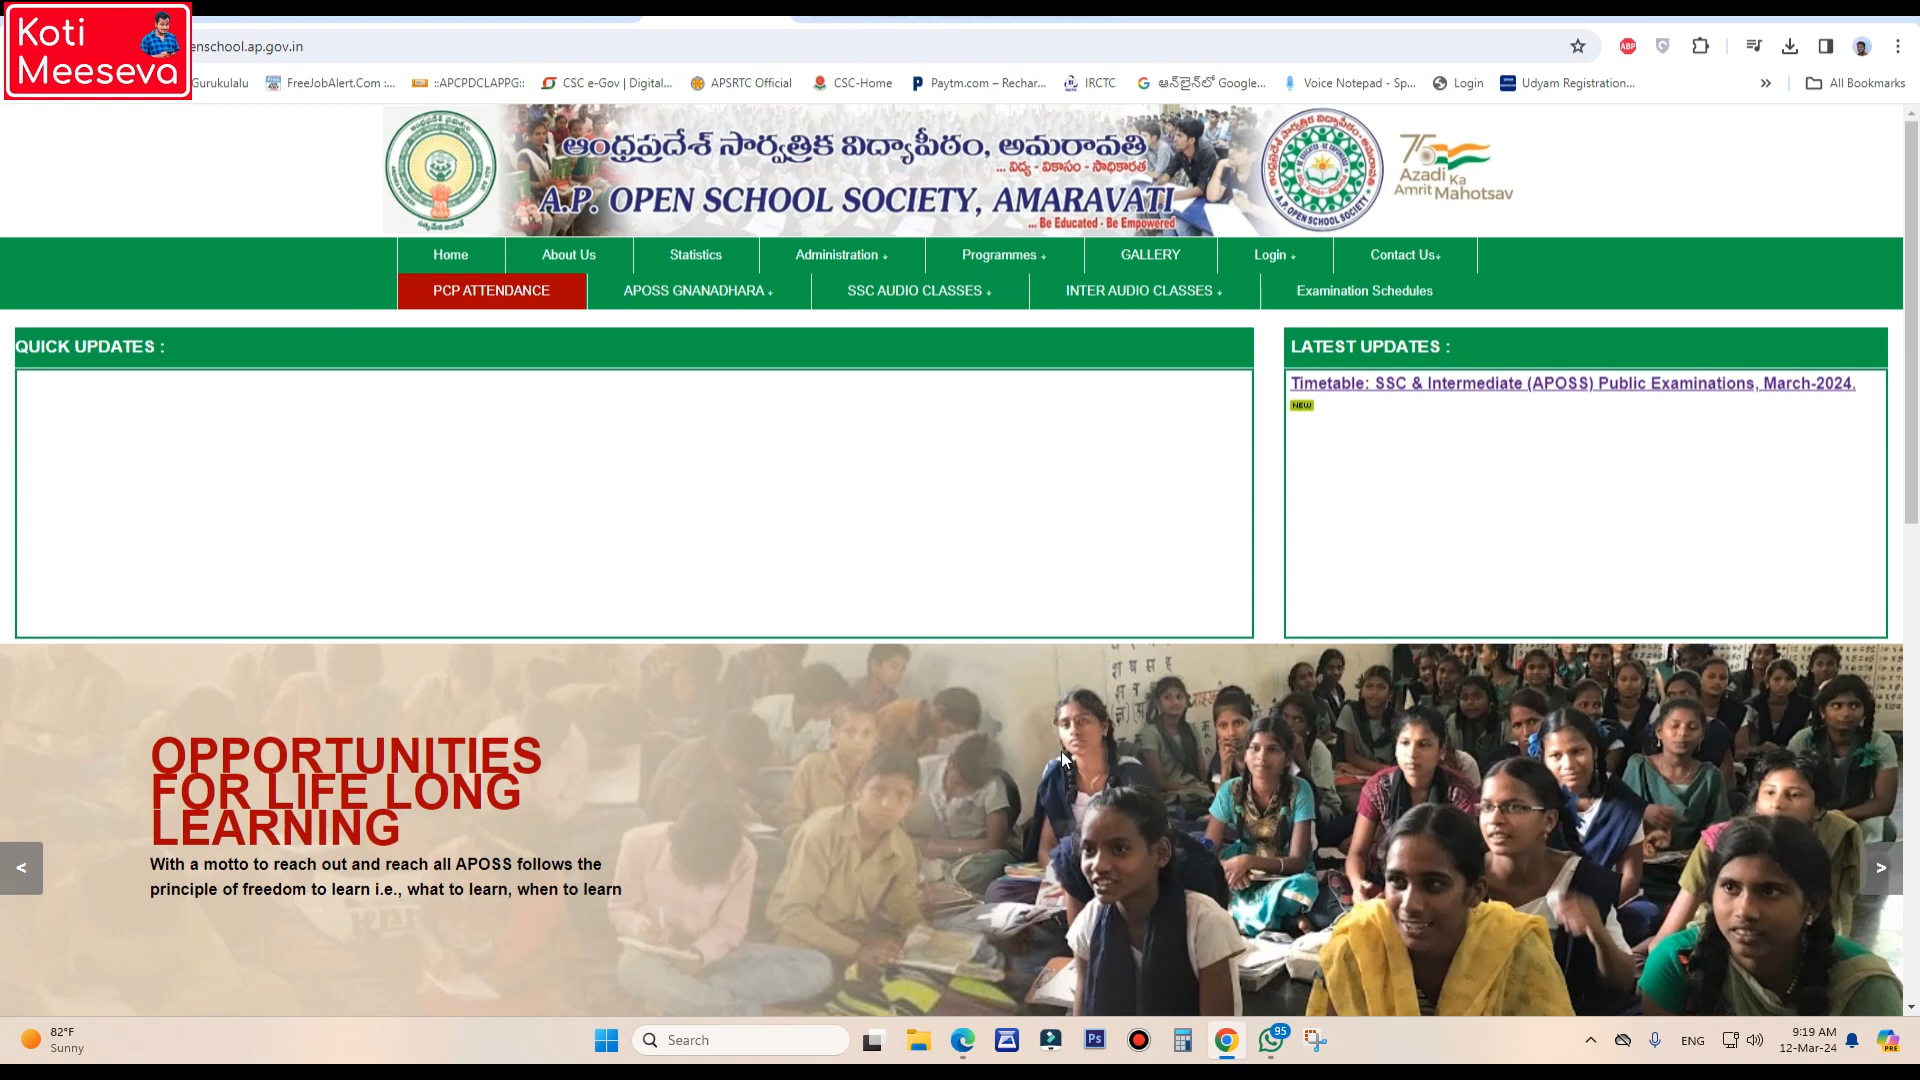 Koti
Meeseva
enschool.ap.gov.in
ABP
Gurukulalu
FreeJobAlert.Com :...
::APCPDCLAPPG::
CSC e-Gov | Digital...
APSRTC Official
CSC-Home
Paytm.com – Rechar...
IRCTC
ఆన్‌లైన్‌లో Google...
Voice Notepad - Sp...
Login
Udyam Registration...
»
All Bookmarks
ఆంధ్రప్రదేశ్ సార్వత్రిక విద్యాపీఠం, అమరావతి
... విద్య - వికాసం - సాధికారత
A.P. OPEN SCHOOL SOCIETY, AMARAVATI
... Be Educated - Be Empowered
75
Azadi Ka
Amrit Mahotsav
Home
About Us
Statistics
Administration
Programmes
GALLERY
Login
Contact Us
PCP ATTENDANCE
APOSS GNANADHARA
SSC AUDIO CLASSES
INTER AUDIO CLASSES
Examination Schedules
QUICK UPDATES :
LATEST UPDATES :
Timetable: SSC & Intermediate (APOSS) Public Examinations, March-2024.
NEW
OPPORTUNITIES
FOR LIFE LONG
LEARNING
With a motto to reach out and reach all APOSS follows the
principle of freedom to learn i.e., what to learn, when to learn
<
>
82°F
Sunny
Search
Ps
95
ENG
9:19 AM
12-Mar-24
PRE